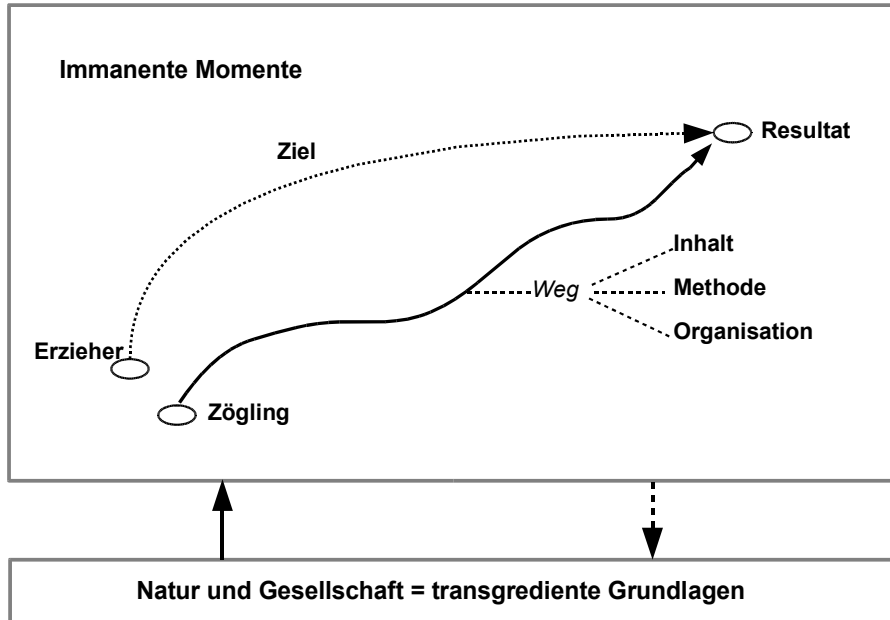 Immanente Momente
Ziel
Resultat
Inhalt
Weg
Methode
Organisation
Erzieher
Zögling
Natur und Gesellschaft = transgrediente Grundlagen